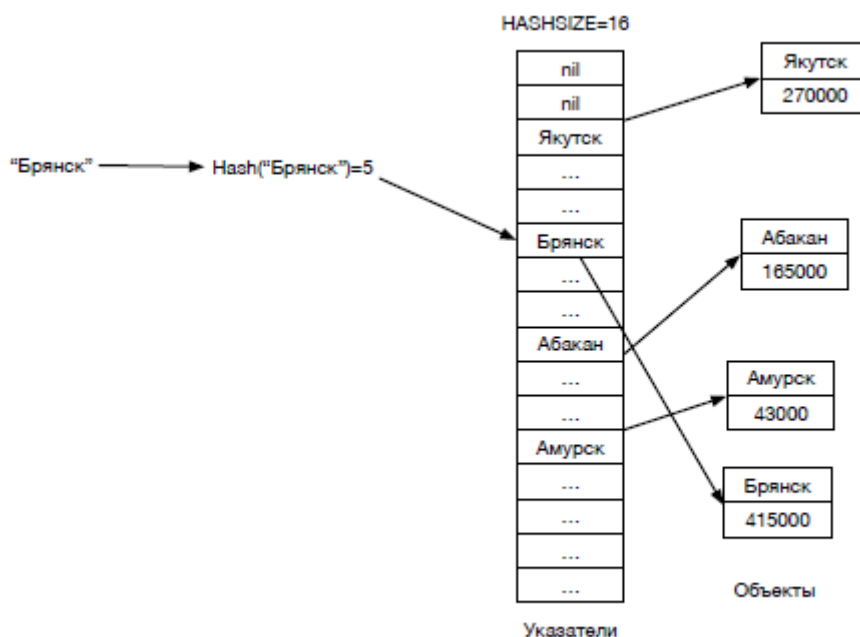 HASHSIZE=16
nil
nil
Якутск
...
...
Брянск
...
...
Абакан
...
...
Амурск
...
...
...
...
Указатели
“Брянск”
Hash(“Брянск”)=5
Якутск
270000
Абакан
165000
Амурск
43000
Брянск
415000
Объекты